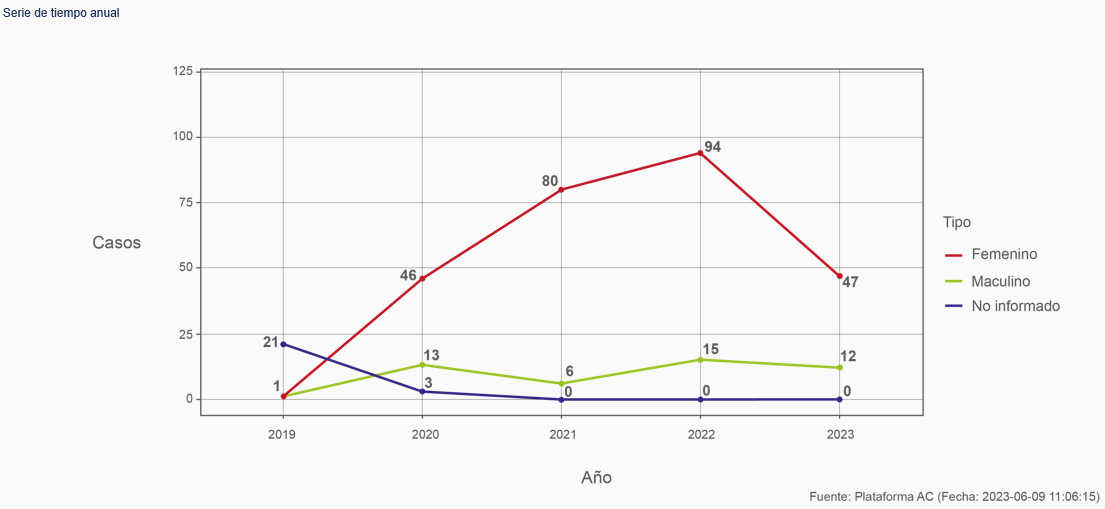 Serie de tiempo anual
125
100
75
50
25
0
Casos
94
80
46
47
21
13
15
12
6
3
1
0
0
0
2019 2020 2021 2022 2023
Año
Tipo
Femenino
Maculino
No informado
Fuente: Plataforma AC (Fecha: 2023-06-09 11:06:15)